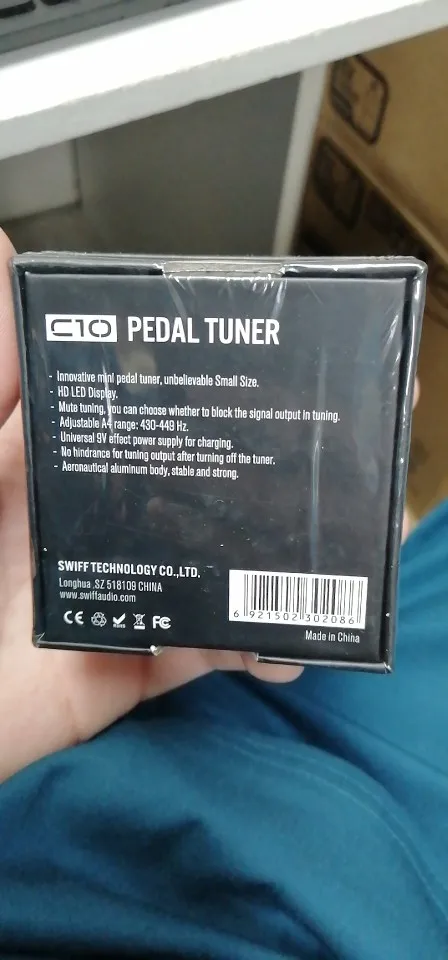 C10 PEDAL TUNER
- Innovative mini pedal tuner, unbelievable Small Size.
- HD LED Display.
- Mute tuning, you can choose whether to block the signal output in tuning.
- Adjustable A4 range: 430-449 Hz.
- Universal 9V effect power supply for charging.
- No hindrance for tuning output after turning off the tuner.
- Aeronautical aluminum body, stable and strong.
SWIFF TECHNOLOGY CO.,LTD.
Longhua .SZ 518109 CHINA
www.swiffaudio.com
CE RoHS FC
6 921502 302086
Made in China